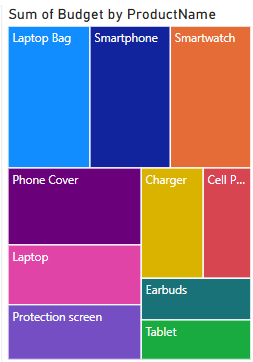 Sum of Budget by ProductName
Laptop Bag
Smartphone
Smartwatch
Phone Cover
Charger
Cell P...
Laptop
Earbuds
Protection screen
Tablet